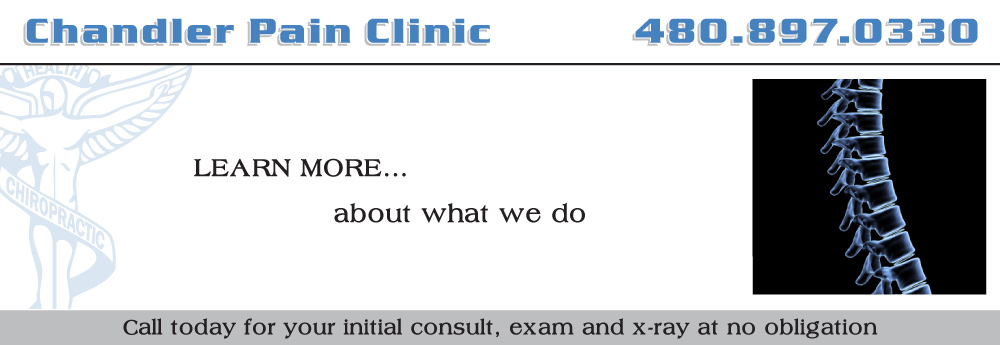 Chandler Pain Clinic
480.897.0330
HEALTH
CHIROPRACTIC
LEARN MORE...
about what we do
Call today for your initial consult, exam and x-ray at no obligation